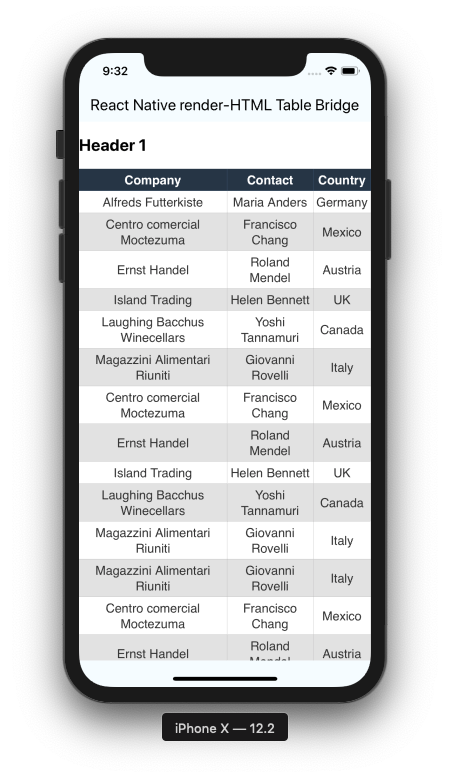 9:32
React Native render-HTML Table Bridge
Header 1
Company Contact Country
Alfreds Futterkiste Maria Anders Germany
Centro comercial Moctezuma Francisco Chang Mexico
Ernst Handel Roland Mendel Austria
Island Trading Helen Bennett UK
Laughing Bacchus Winecellars Yoshi Tannamuri Canada
Magazzini Alimentari Riuniti Giovanni Rovelli Italy
Centro comercial Moctezuma Francisco Chang Mexico
Ernst Handel Roland Mendel Austria
Island Trading Helen Bennett UK
Laughing Bacchus Winecellars Yoshi Tannamuri Canada
Magazzini Alimentari Riuniti Giovanni Rovelli Italy
Magazzini Alimentari Riuniti Giovanni Rovelli Italy
Centro comercial Moctezuma Francisco Chang Mexico
Ernst Handel Roland Mendel Austria
iPhone X — 12.2